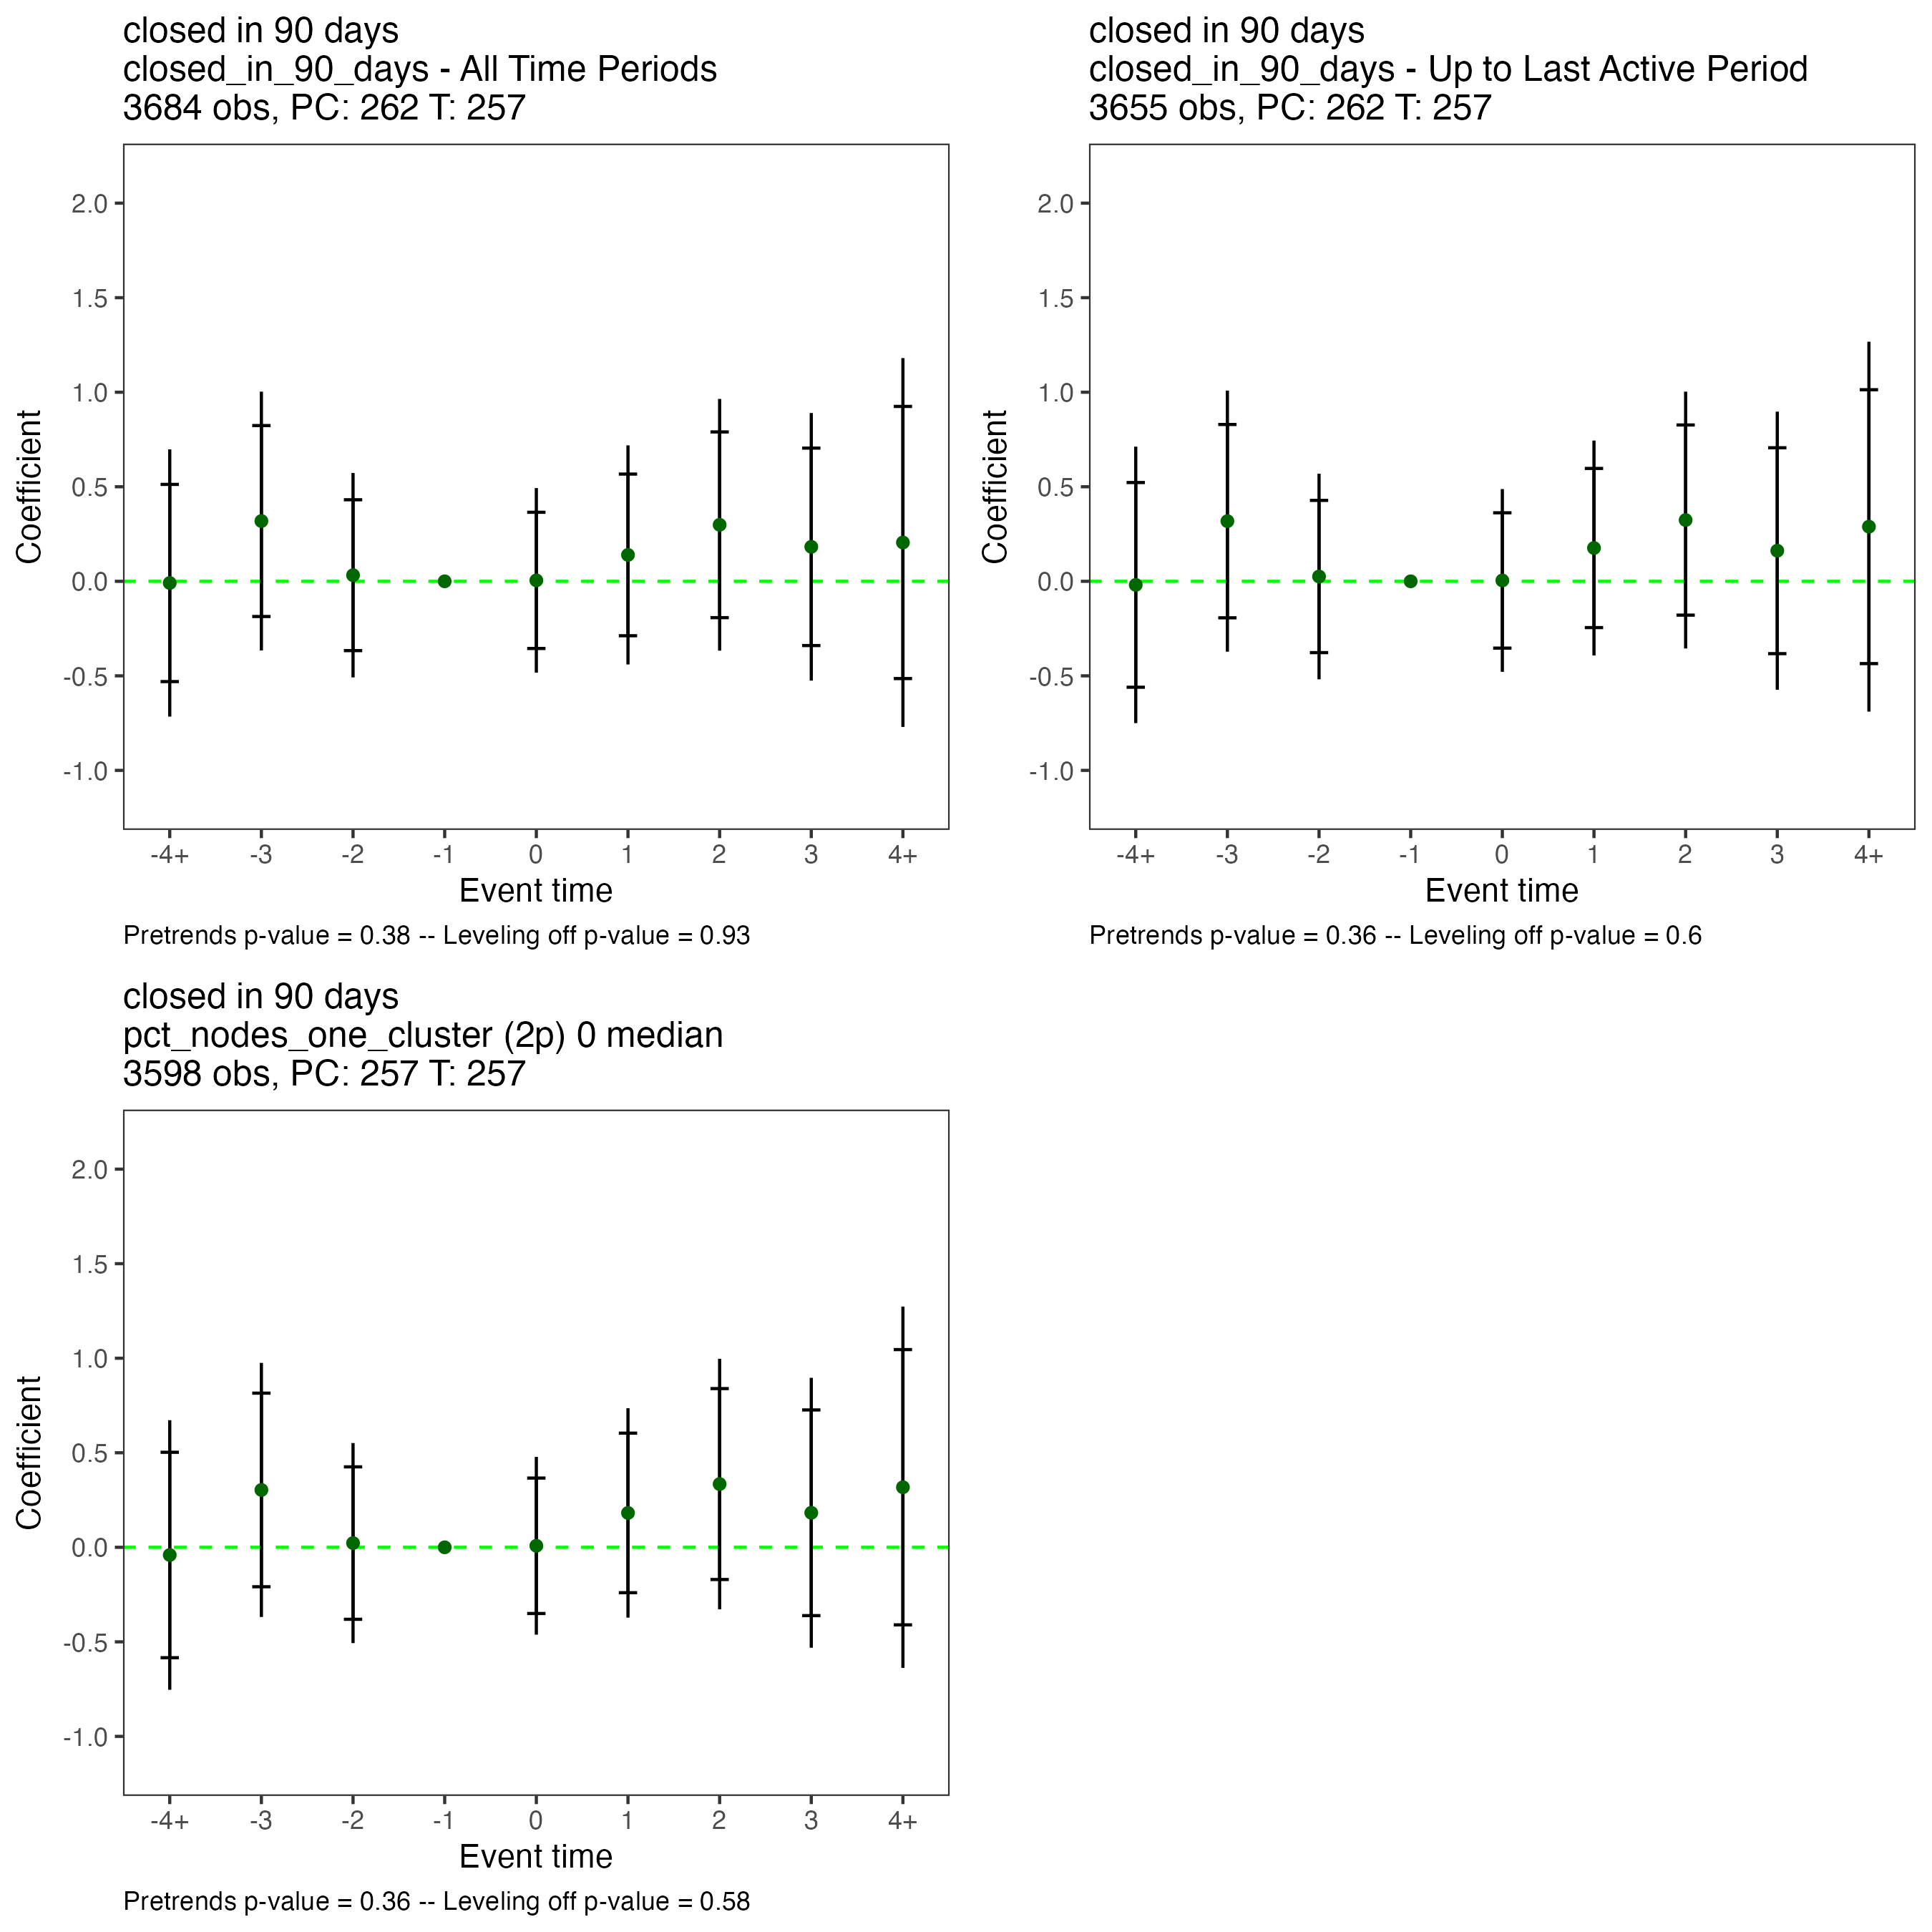 closed in 90 days
closed_in_90_days - All Time Periods
3684 obs, PC: 262 T: 257
Coefficient
2.0
1.5
1.0
0.5
0.0
-0.5
-1.0
-4+ -3 -2 -1 0 1 2 3 4+
Event time
Pretrends p-value = 0.38 -- Leveling off p-value = 0.93
closed in 90 days
closed_in_90_days - Up to Last Active Period
3655 obs, PC: 262 T: 257
Coefficient
2.0
1.5
1.0
0.5
0.0
-0.5
-1.0
-4+ -3 -2 -1 0 1 2 3 4+
Event time
Pretrends p-value = 0.36 -- Leveling off p-value = 0.6
closed in 90 days
pct_nodes_one_cluster (2p) 0 median
3598 obs, PC: 257 T: 257
Coefficient
2.0
1.5
1.0
0.5
0.0
-0.5
-1.0
-4+ -3 -2 -1 0 1 2 3 4+
Event time
Pretrends p-value = 0.36 -- Leveling off p-value = 0.58